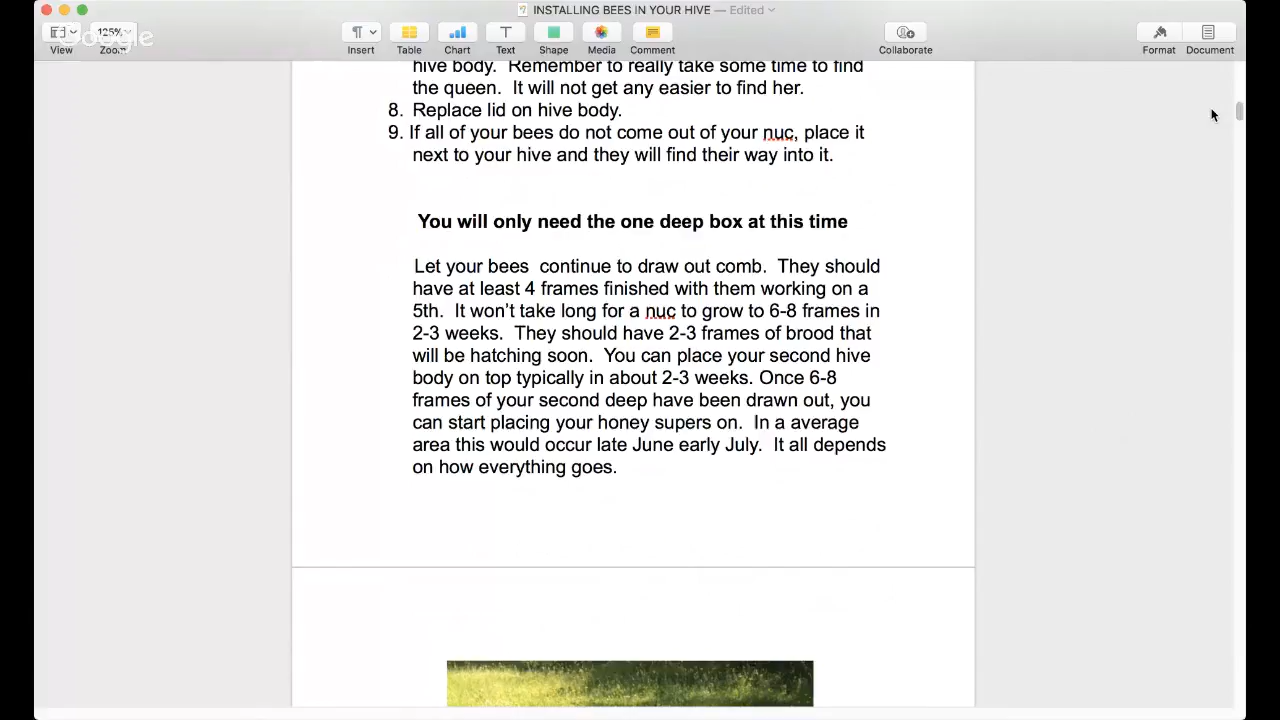 INSTALLING BEES IN YOUR HIVE — Edited
125%
Google
View
Zoom
Insert
Table
Chart
Text
Shape
Media
Comment
Collaborate
Format
Document
hive body. Remember to really take some time to find
the queen. It will not get any easier to find her.
8. Replace lid on hive body.
9. If all of your bees do not come out of your nuc, place it
next to your hive and they will find their way into it.
You will only need the one deep box at this time
Let your bees continue to draw out comb. They should
have at least 4 frames finished with them working on a
5th. It won't take long for a nuc to grow to 6-8 frames in
2-3 weeks. They should have 2-3 frames of brood that
will be hatching soon. You can place your second hive
body on top typically in about 2-3 weeks. Once 6-8
frames of your second deep have been drawn out, you
can start placing your honey supers on. In a average
area this would occur late June early July. It all depends
on how everything goes.